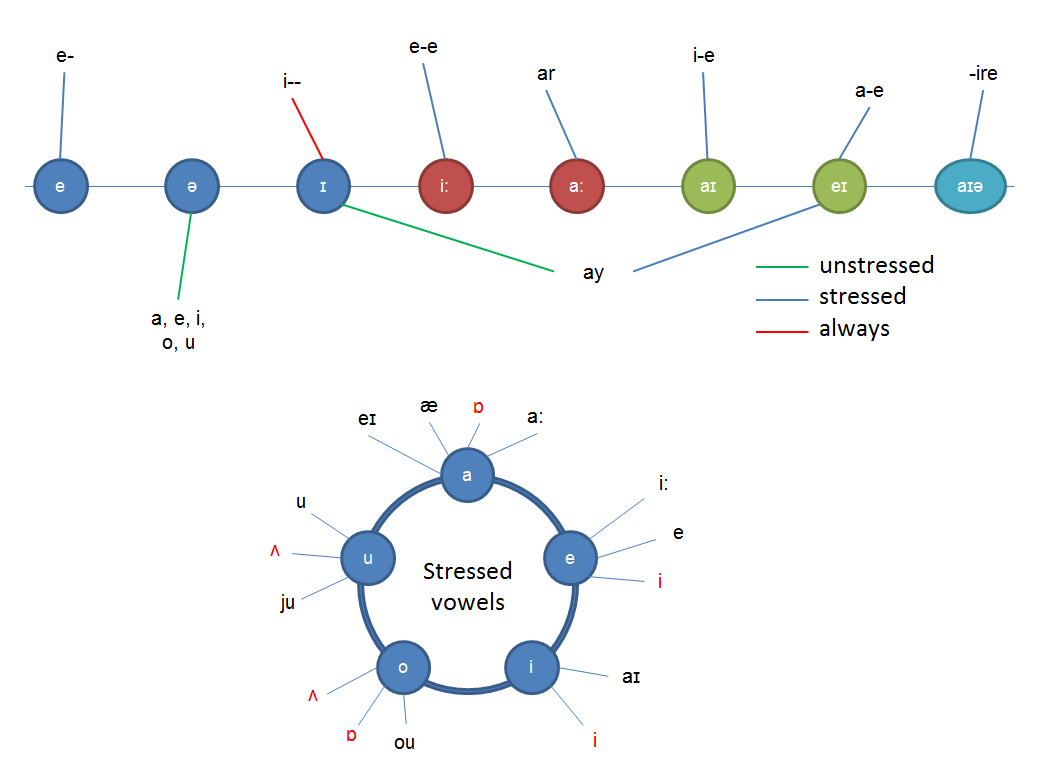 e-
i--
e-e
ar
i-e
a-e
-ire
e
ə
ɪ
i:
a:
aɪ
eɪ
aɪə
a, e, i,
o, u
ay
unstressed
stressed
always
eɪ
æ
ɒ
a:
a
i:
e
i
e
u
ʌ
ju
u
Stressed
vowels
o
ʌ
ɒ
ou
i
aɪ
i